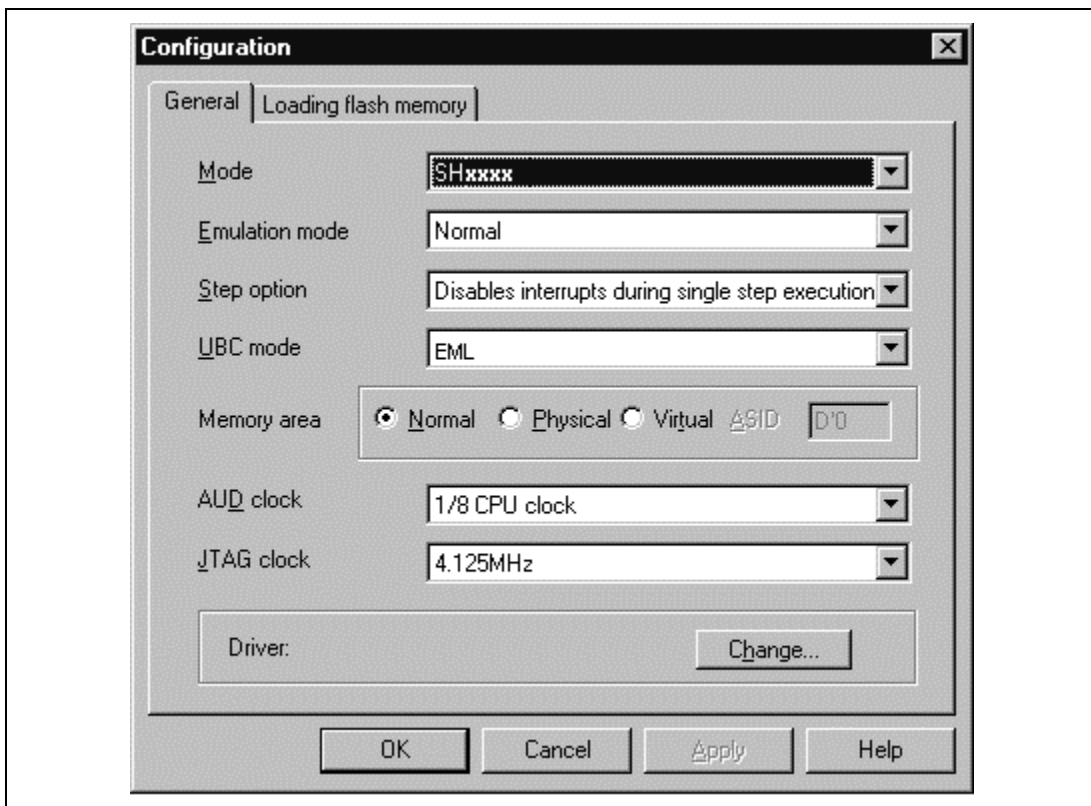 Configuration
General Loading flash memory
Mode SHxxxx
Emulation mode Normal
Step option Disables interrupts during single step execution
UBC mode EML
Memory area Normal Physical Virtual ASID D'0
AUD clock 1/8 CPU clock
JTAG clock 4.125MHz
Driver: Change...
OK Cancel Apply Help